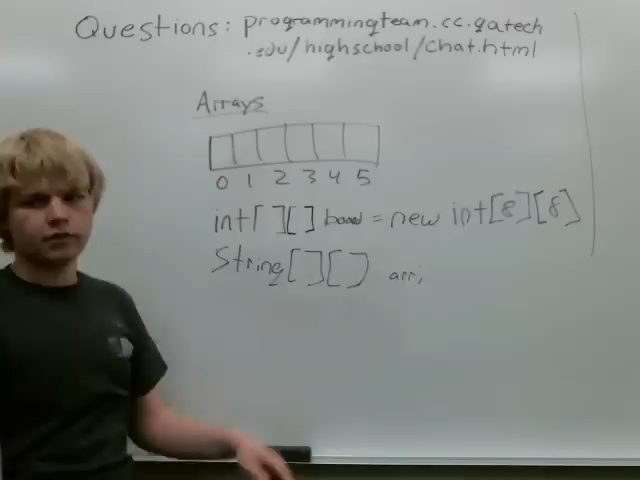 Questions: programmingteam.cc.gatech
.edu/highschool/chat.html
Arrays
0 1 2 3 4 5
int[][] board = new int[8][8]
String[][] arr;